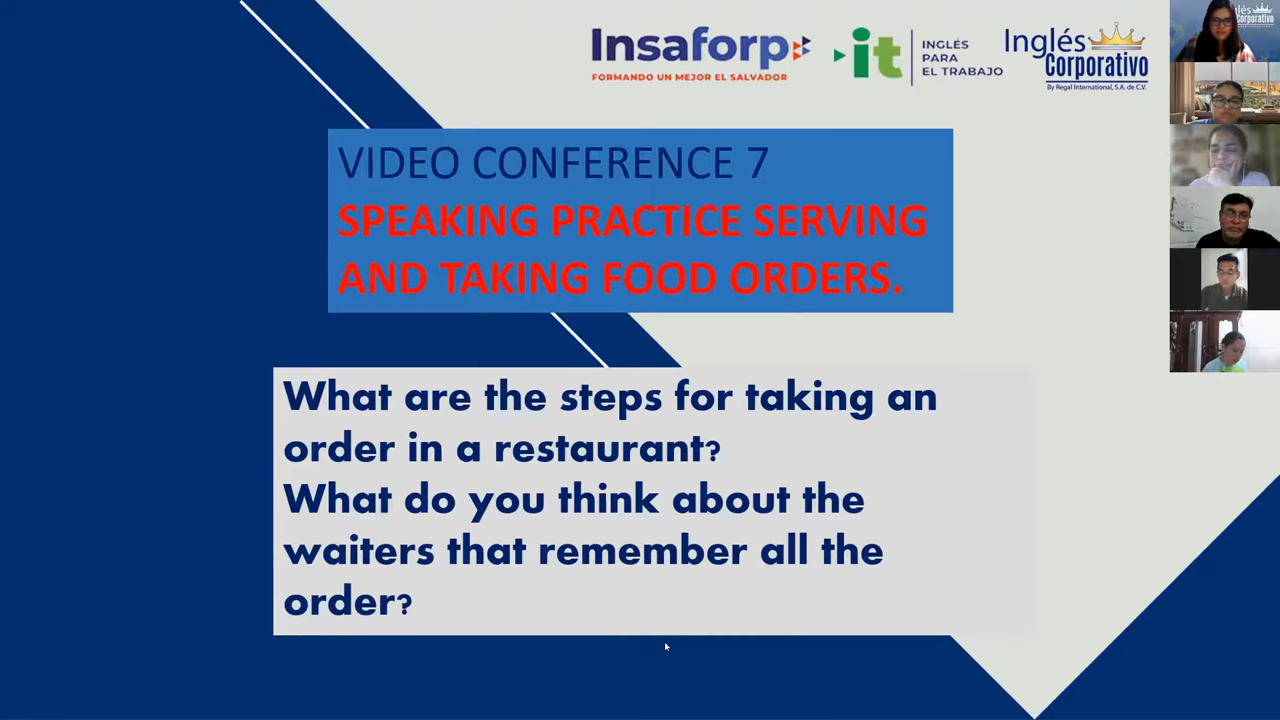 Insaforp
FORMANDO UN MEJOR EL SALVADOR
it
INGLÉS
PARA
EL TRABAJO
Inglés
Corporativo
By Regal International, S.A. de C.V.
VIDEO CONFERENCE 7
SPEAKING PRACTICE SERVING
AND TAKING FOOD ORDERS.
What are the steps for taking an
order in a restaurant?
What do you think about the
waiters that remember all the
order?